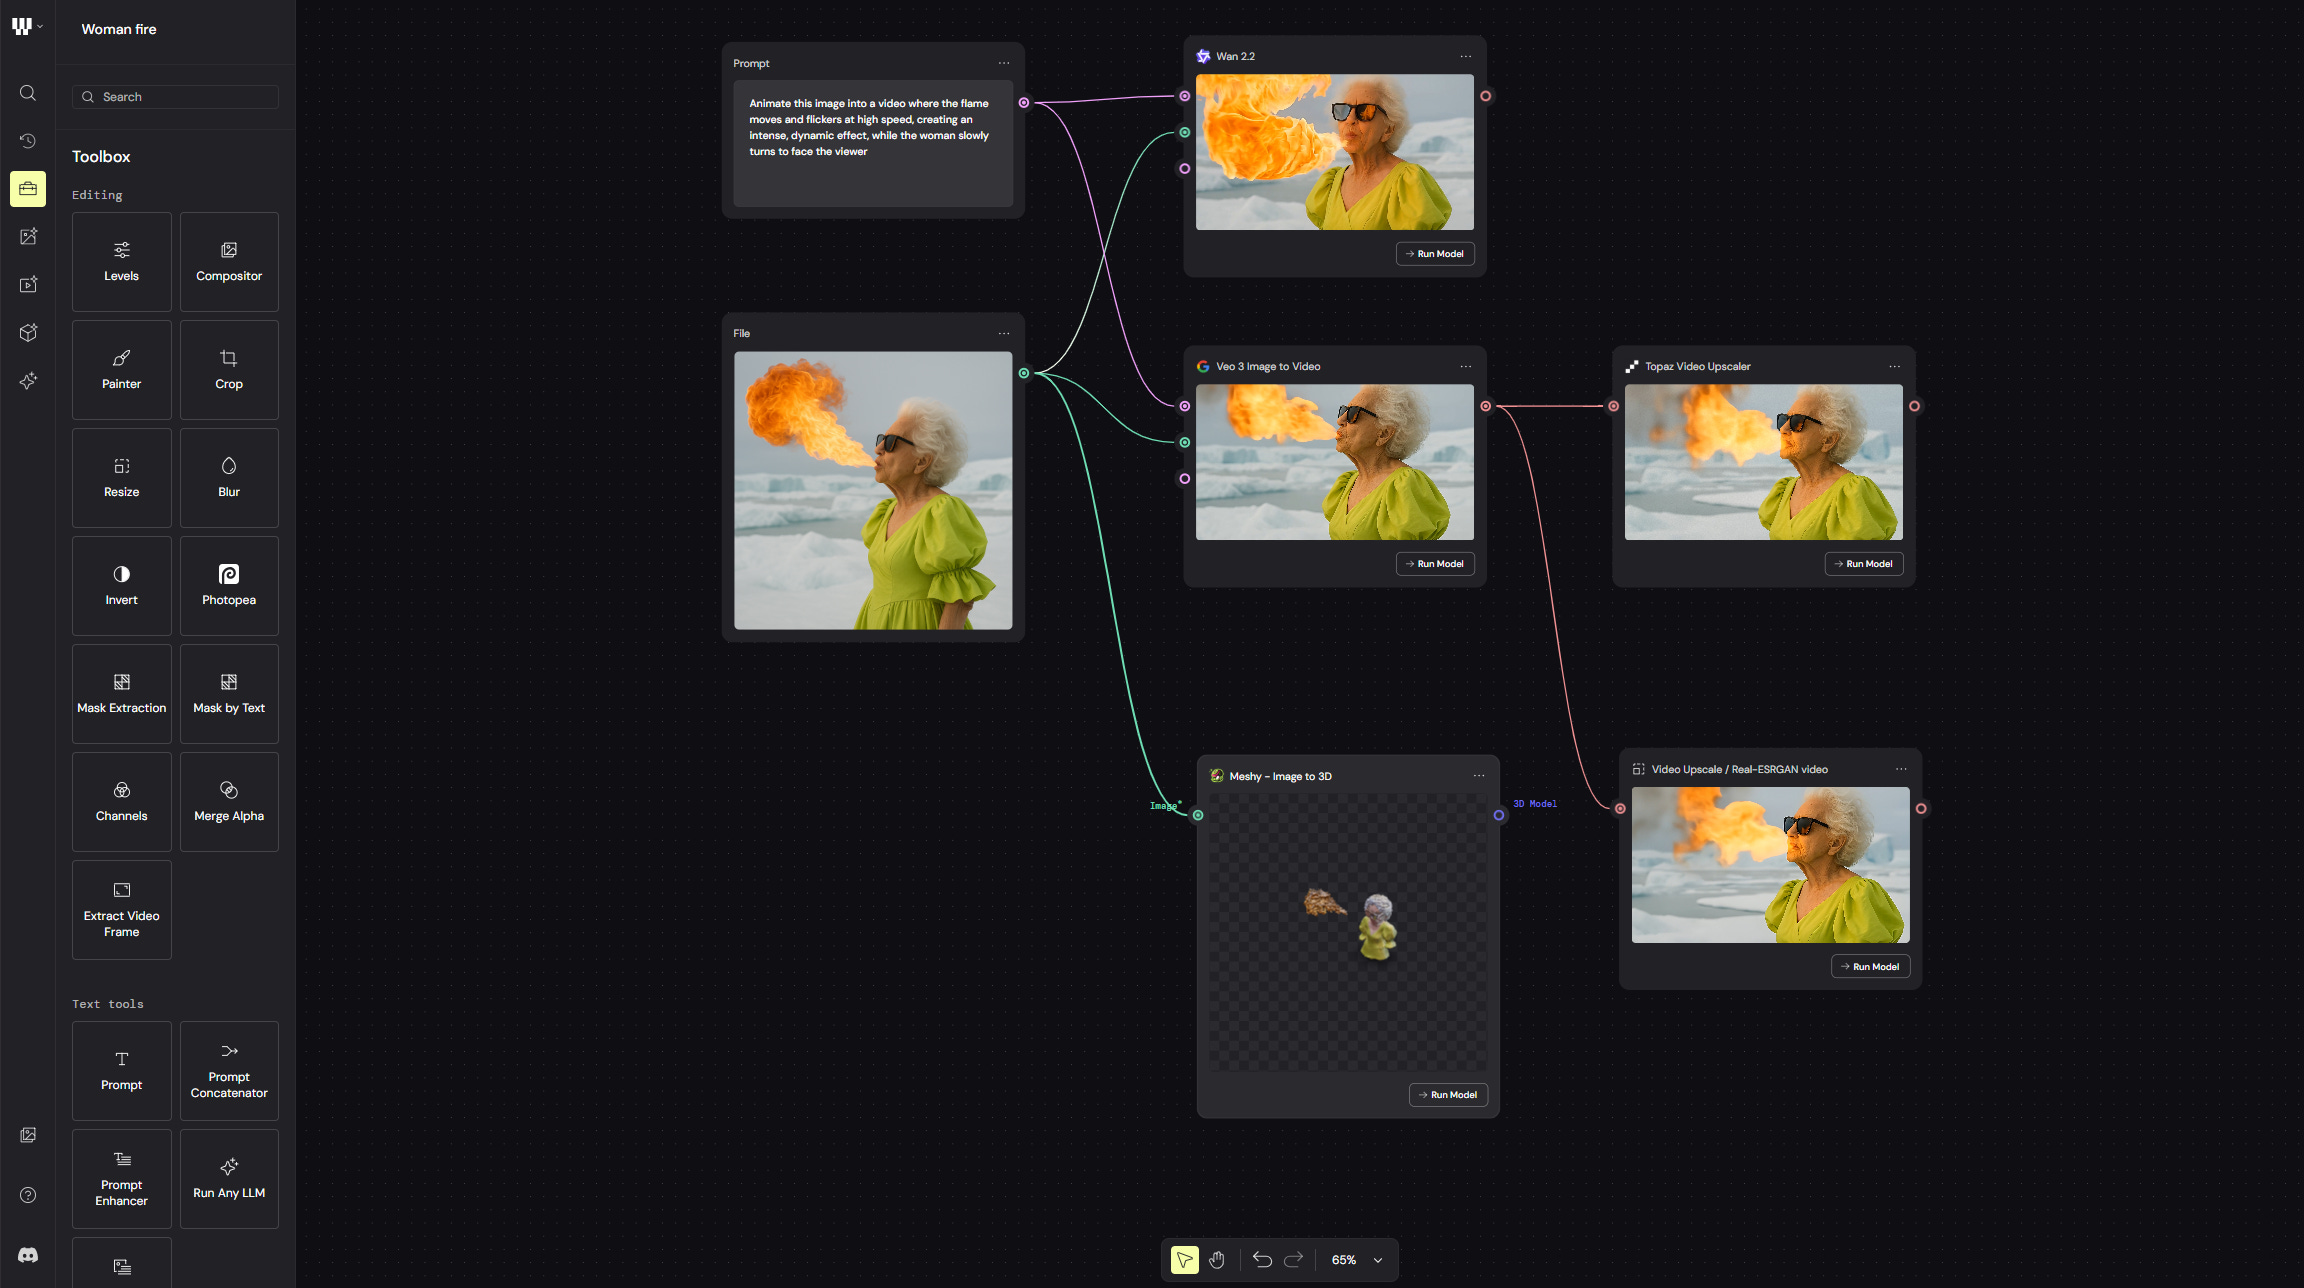 Woman fire
Search
Toolbox
Editing
Levels
Compositor
Painter
Crop
Resize
Blur
Invert
Photopea
Mask Extraction
Mask by Text
Channels
Merge Alpha
Extract Video
Frame
Text tools
Prompt
Prompt
Concatenator
Prompt
Enhancer
Run Any LLM
Prompt
Animate this image into a video where the flame
moves and flickers at high speed, creating an
intense, dynamic effect, while the woman slowly
turns to face the viewer
File
Wan 2.2
Run Model
Veo 3 Image to Video
Run Model
Topaz Video Upscaler
Run Model
Meshy - Image to 3D
Image*
3D Model
Run Model
Video Upscale / Real-ESRGAN video
Run Model
65%